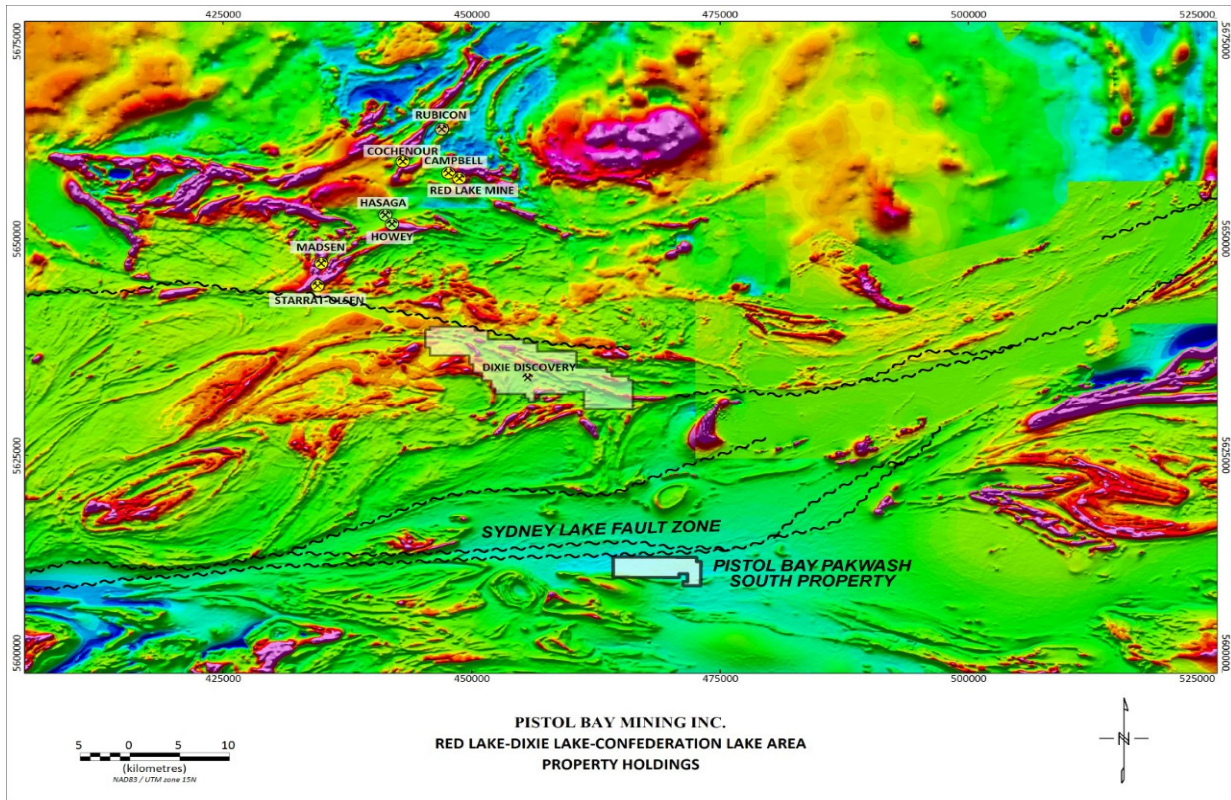 425000 450000 475000 500000 525000
5675000 5675000
RUBICON
COCHENOUR
CAMPBELL
RED LAKE MINE
HASAGA
HOWEY
5650000 5650000
MADSEN
STARRAT-OLSEN
DIXIE DISCOVERY
5625000 5625000
SYDNEY LAKE FAULT ZONE
PISTOL BAY PAKWASH
SOUTH PROPERTY
5600000 5600000
425000 450000 475000 500000 525000
PISTOL BAY MINING INC.
RED LAKE-DIXIE LAKE-CONFEDERATION LAKE AREA
PROPERTY HOLDINGS
5 0 5 10
(kilometres)
NAD83 / UTM zone 15N
N